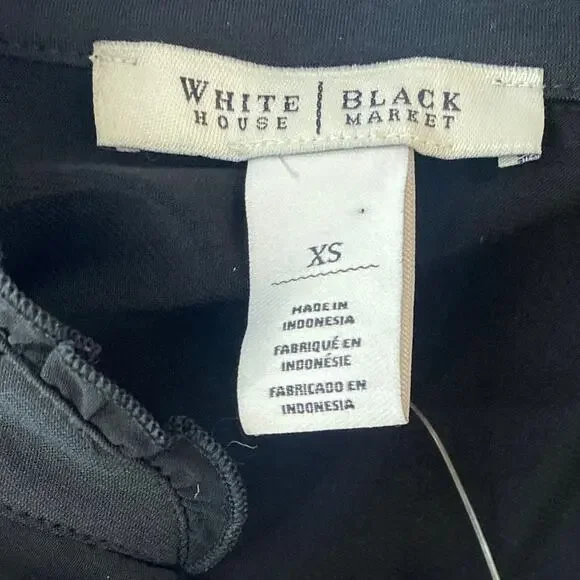 WHITE | BLACK
HOUSE | MARKET
XS
MADE IN
INDONESIA
FABRIQUÉ EN
INDONÉSIE
FABRICADO EN
INDONESIA